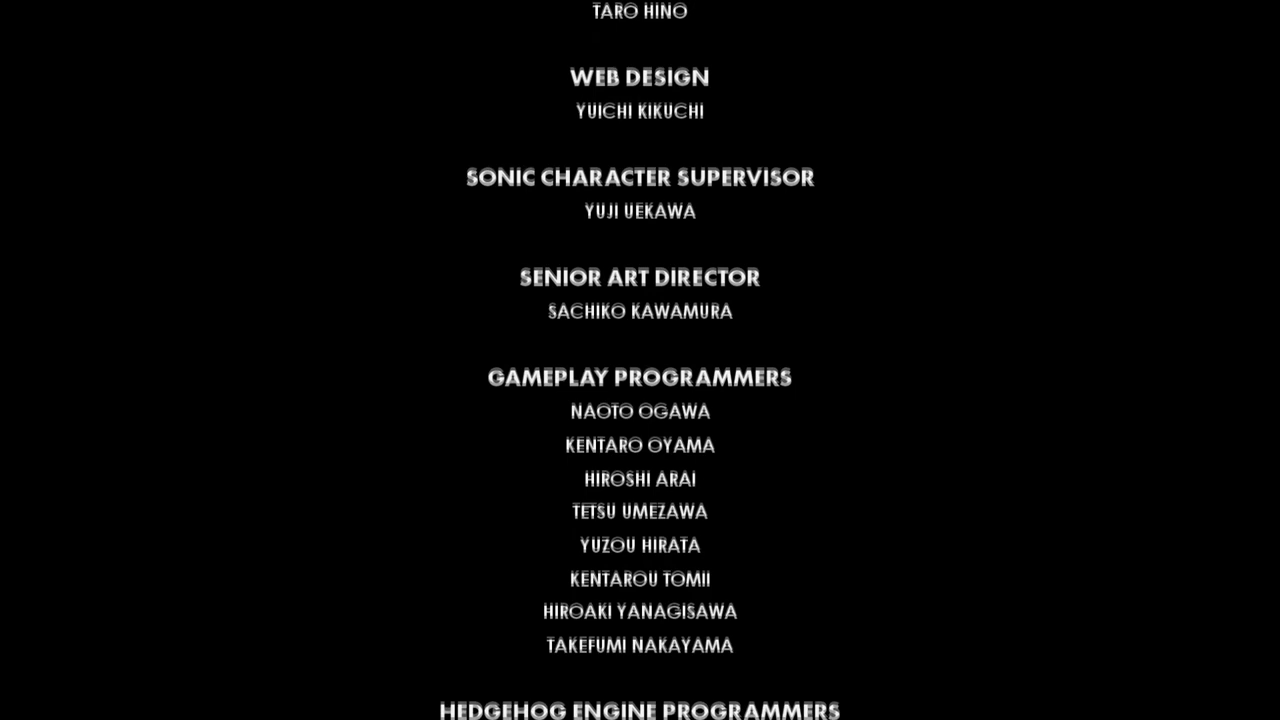 TARO HINO
WEB DESIGN
YUICHI KIKUCHI
SONIC CHARACTER SUPERVISOR
YUJI UEKAWA
SENIOR ART DIRECTOR
SACHIKO KAWAMURA
GAMEPLAY PROGRAMMERS
NAOTO OGAWA
KENTARO OYAMA
HIROSHI ARAI
TETSU UMEZAWA
YUZOU HIRATA
KENTAROU TOMII
HIROAKI YANAGISAWA
TAKEFUMI NAKAYAMA
HEDGEHOG ENGINE PROGRAMMERS